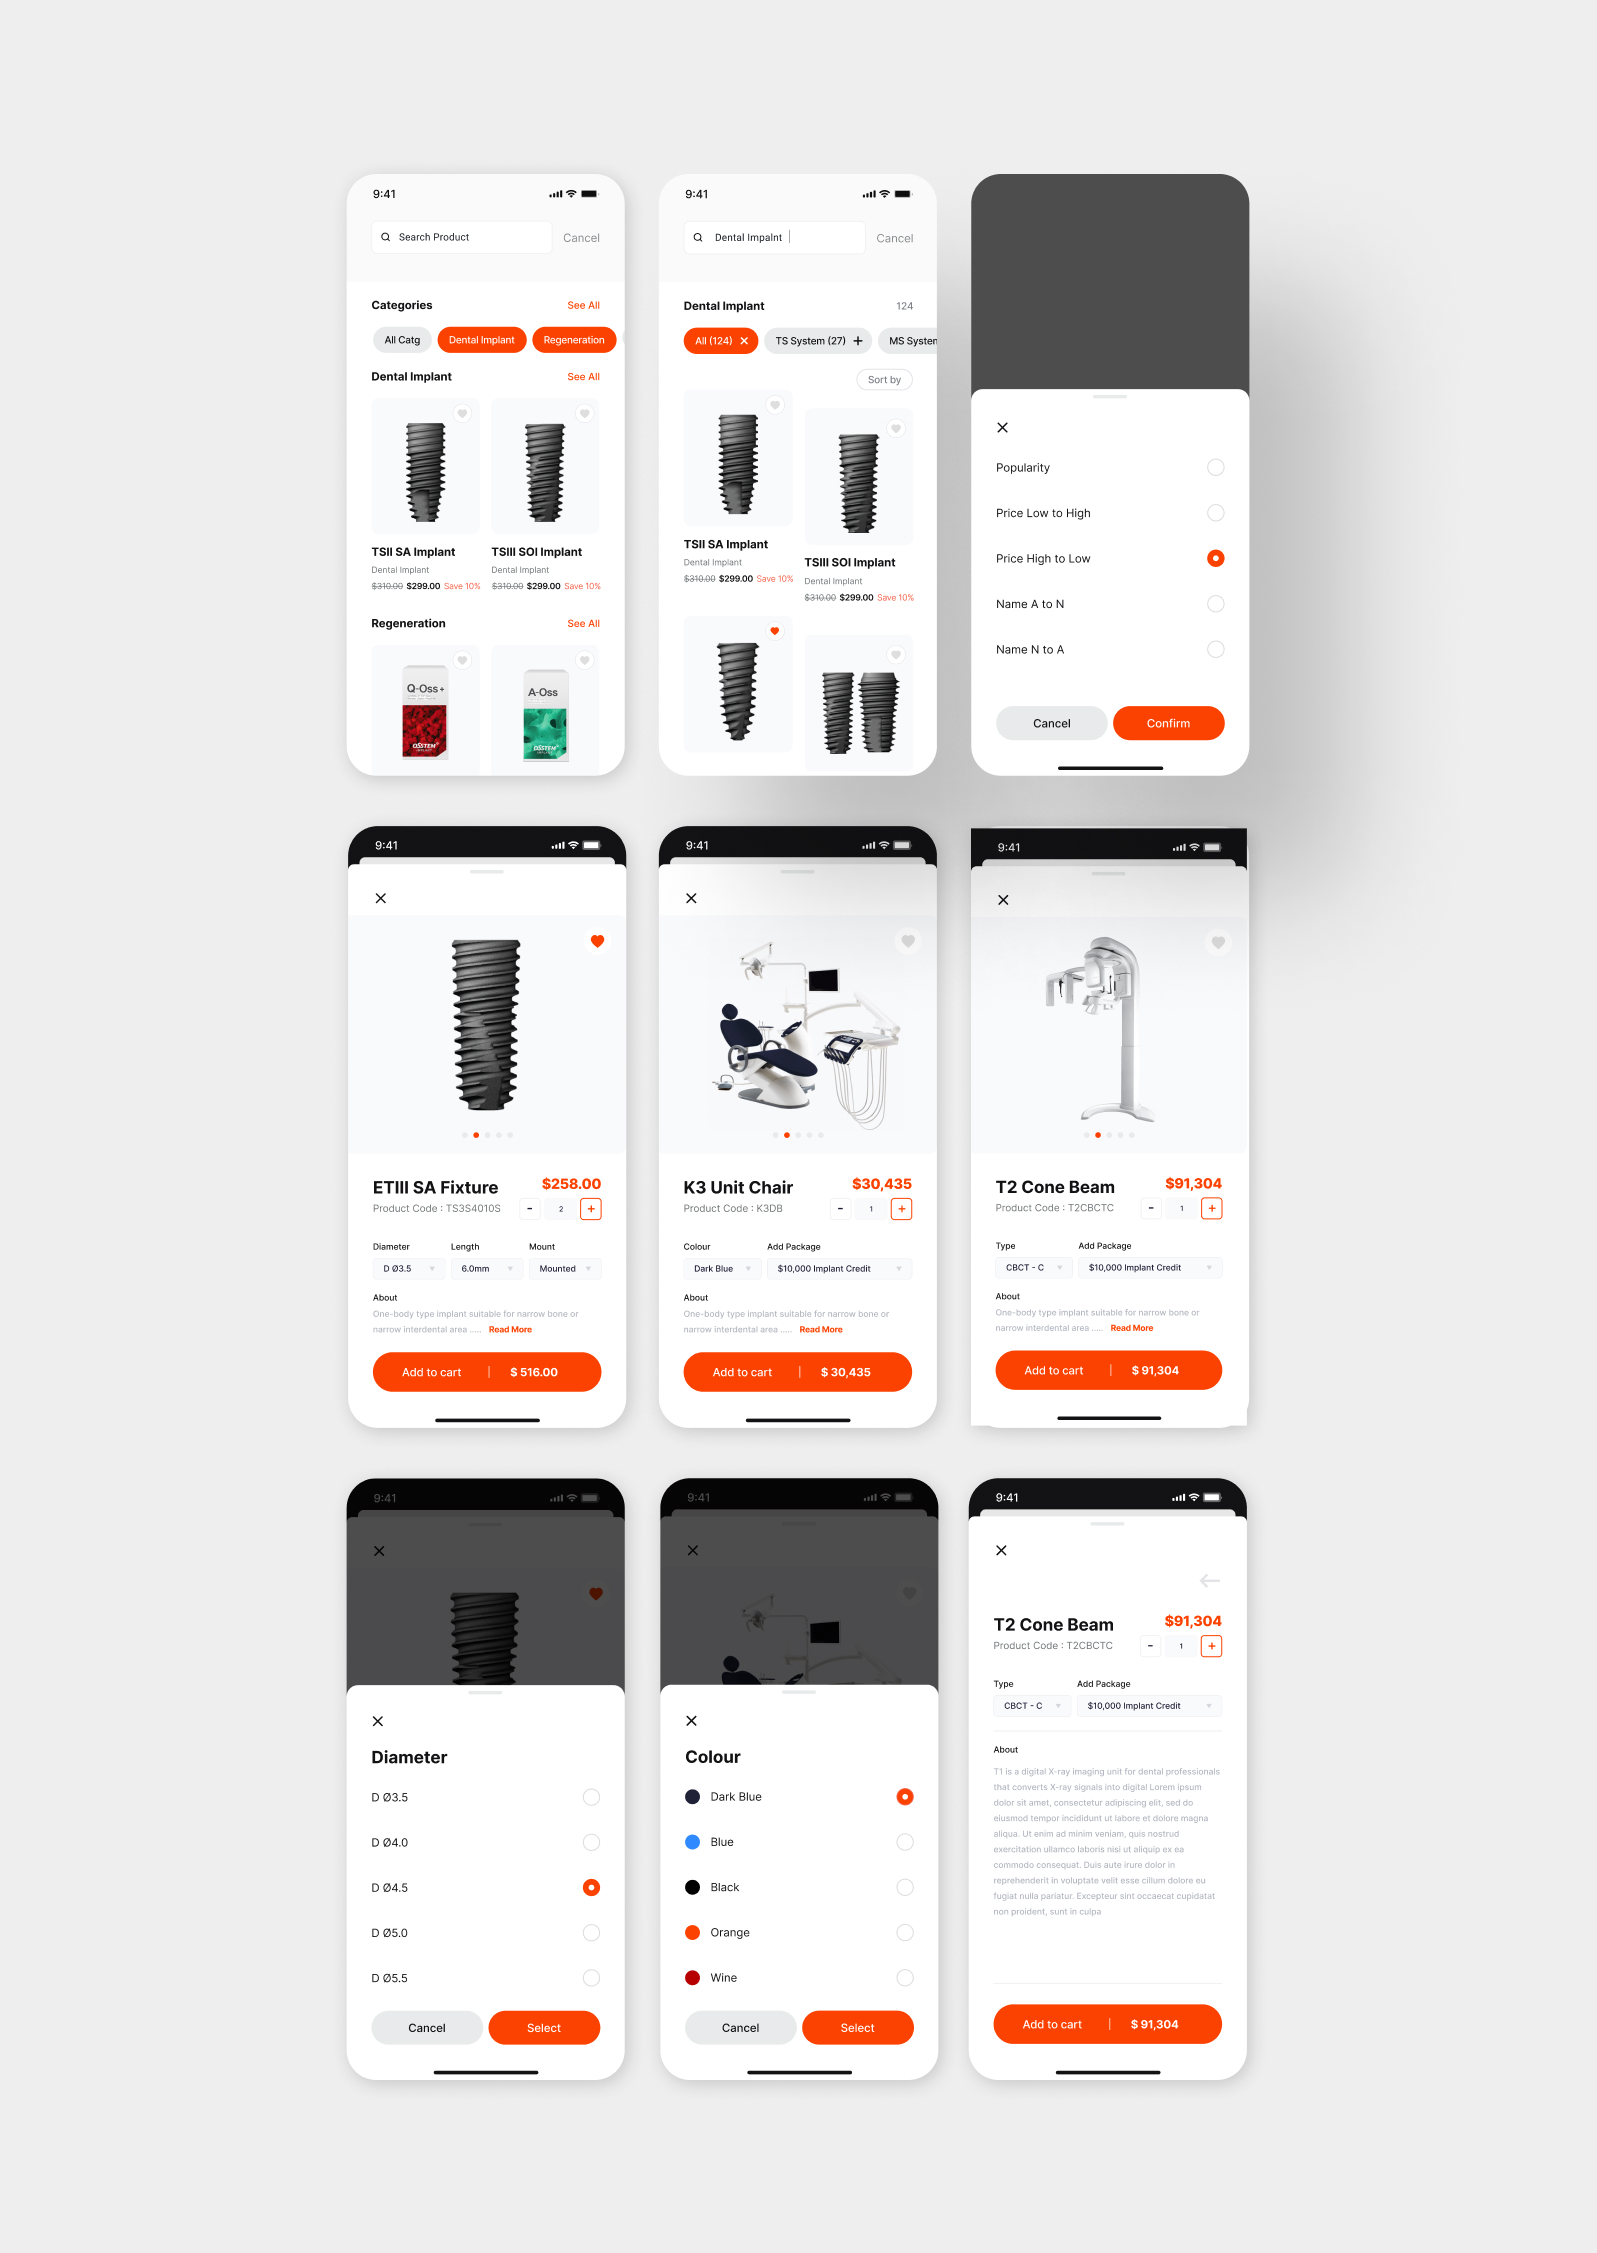 9:41
Search Product
Cancel
Categories
See All
All Catg
Dental Implant
Regeneration
Dental Implant
See All
TSII SA Implant
Dental Implant
$310.00 $299.00 Save 10%
TSIII SOI Implant
Dental Implant
$310.00 $299.00 Save 10%
Regeneration
See All
Q-Oss+
OSSTEM
IMPLANT
A-Oss
OSSTEM
IMPLANT
9:41
Dental Impalnt
Cancel
Dental Implant
124
All (124)
TS System (27)
MS System
Sort by
TSII SA Implant
Dental Implant
$310.00 $299.00 Save 10%
TSIII SOI Implant
Dental Implant
$310.00 $299.00 Save 10%
Popularity
Price Low to High
Price High to Low
Name A to N
Name N to A
Cancel
Confirm
9:41
ETIII SA Fixture
$258.00
Product Code : TS3S4010S
- 2 +
Diameter
Length
Mount
D Ø3.5
6.0mm
Mounted
About
One-body type implant suitable for narrow bone or
narrow interdental area ..... Read More
Add to cart | $ 516.00
9:41
K3 Unit Chair
$30,435
Product Code : K3DB
- 1 +
Colour
Add Package
Dark Blue
$10,000 Implant Credit
About
One-body type implant suitable for narrow bone or
narrow interdental area ..... Read More
Add to cart | $ 30,435
9:41
T2 Cone Beam
$91,304
Product Code : T2CBCTC
- 1 +
Type
Add Package
CBCT - C
$10,000 Implant Credit
About
One-body type implant suitable for narrow bone or
narrow interdental area ..... Read More
Add to cart | $ 91,304
9:41
Diameter
D Ø3.5
D Ø4.0
D Ø4.5
D Ø5.0
D Ø5.5
Cancel
Select
9:41
Colour
Dark Blue
Blue
Black
Orange
Wine
Cancel
Select
9:41
T2 Cone Beam
$91,304
Product Code : T2CBCTC
- 1 +
Type
Add Package
CBCT - C
$10,000 Implant Credit
About
T1 is a digital X-ray imaging unit for dental professionals
that converts X-ray signals into digital Lorem ipsum
dolor sit amet, consectetur adipiscing elit, sed do
eiusmod tempor incididunt ut labore et dolore magna
aliqua. Ut enim ad minim veniam, quis nostrud
exercitation ullamco laboris nisi ut aliquip ex ea
commodo consequat. Duis aute irure dolor in
reprehenderit in voluptate velit esse cillum dolore eu
fugiat nulla pariatur. Excepteur sint occaecat cupidatat
non proident, sunt in culpa
Add to cart | $ 91,304